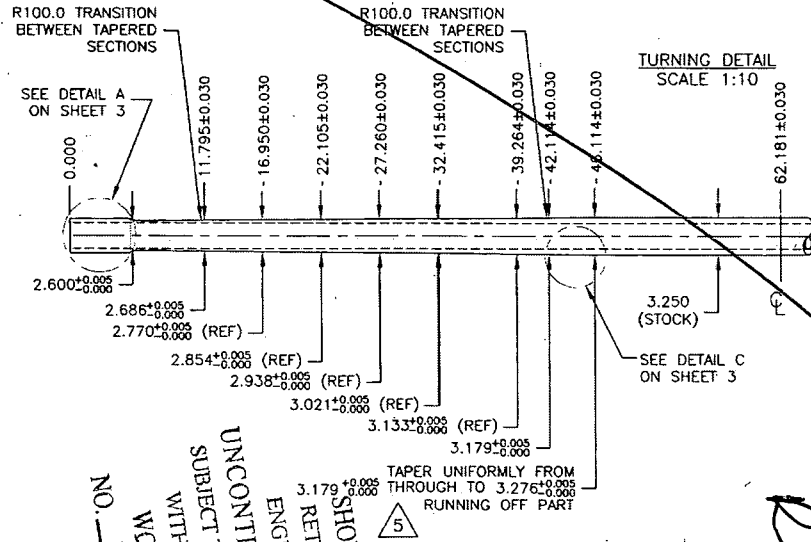 R100.0 TRANSITION
BETWEEN TAPERED
SECTIONS
R100.0 TRANSITION
BETWEEN TAPERED
SECTIONS
TURNING DETAIL
SCALE 1:10
SEE DETAIL A
ON SHEET 3
0.000
11.795±0.030
16.950±0.030
22.105±0.030
27.260±0.030
32.415±0.030
39.264±0.030
42.114±0.030
62.181±0.030
2.600+0.005 -0.000
2.686+0.005 -0.000
2.770+0.005 -0.000 (REF)
2.854+0.005 -0.000 (REF)
2.938+0.005 -0.000 (REF)
3.021+0.005 -0.000 (REF)
3.133+0.005 -0.000 (REF)
3.179+0.005 -0.000
3.250
(STOCK)
SEE DETAIL C
ON SHEET 3
TAPER UNIFORMLY FROM
3.179+0.005 -0.000 THROUGH TO 3.276+0.005 -0.000
RUNNING OFF PART
5
SHO
RET
ENG
UNCONT
SUBJECT
WITH
WO
NO.